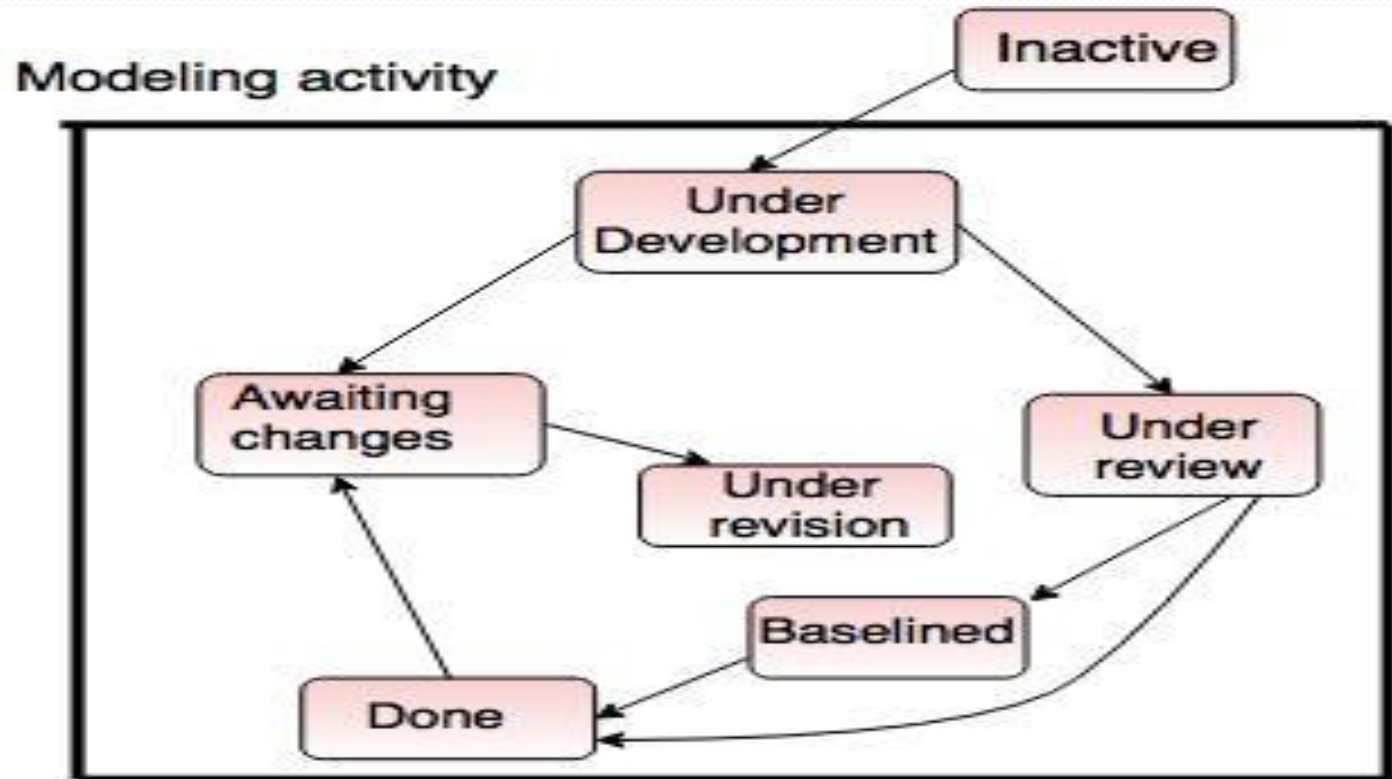 Inactive
Modeling activity
Under
Development
Awaiting
changes
Under
review
Under
revision
Baselined
Done